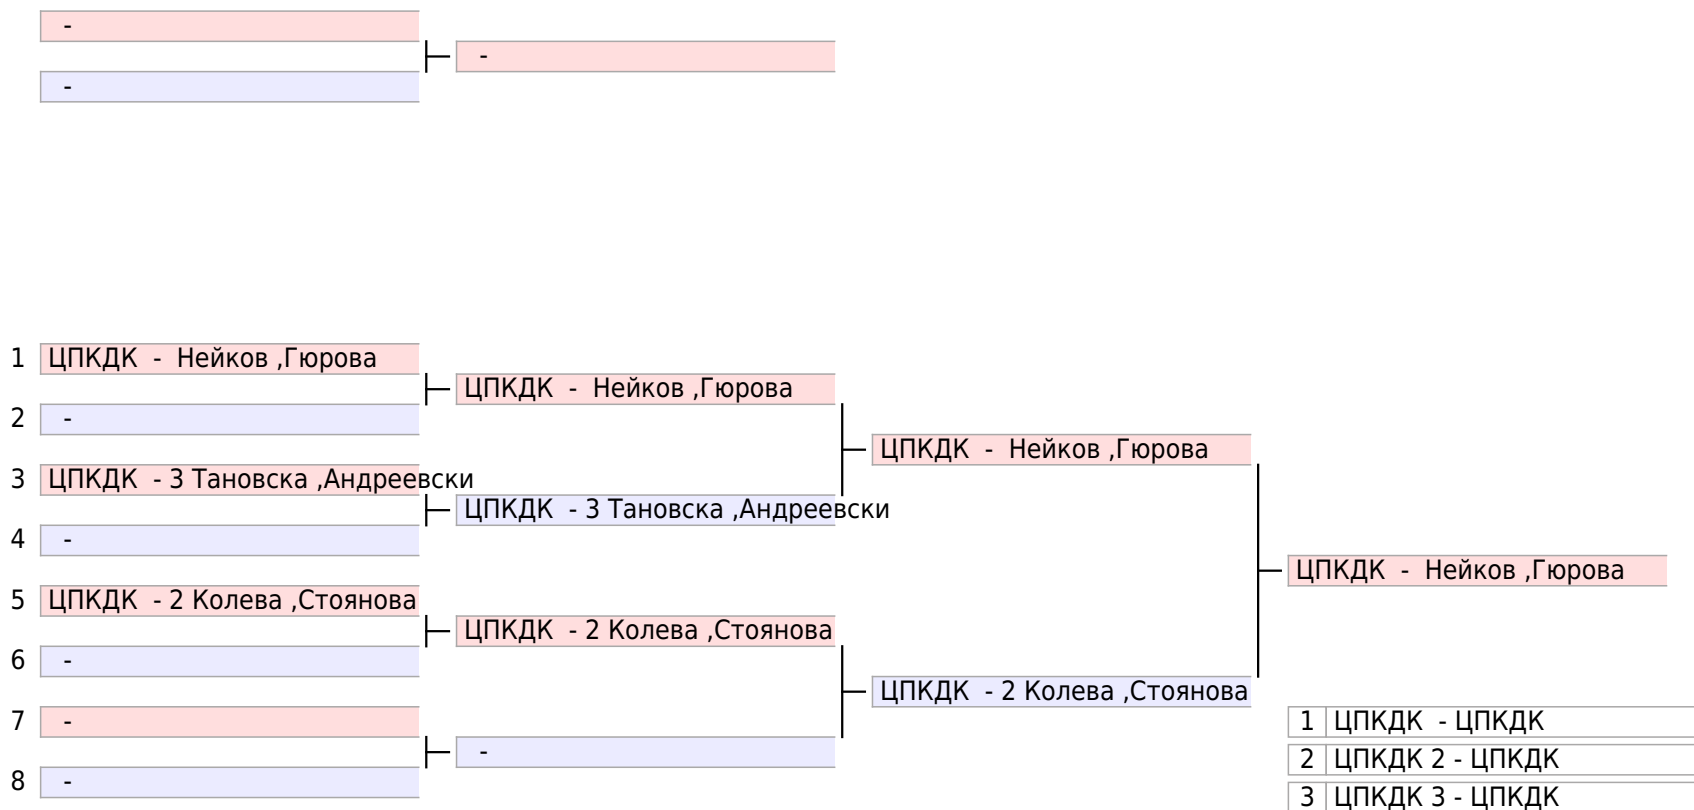 -
-
-
1 ЦПКДК - Нейков ,Гюрова
ЦПКДК - Нейков ,Гюрова
2 -
ЦПКДК - Нейков ,Гюрова
3 ЦПКДК - 3 Тановска ,Андреевски
ЦПКДК - 3 Тановска ,Андреевски
4 -
ЦПКДК - Нейков ,Гюрова
5 ЦПКДК - 2 Колева ,Стоянова
ЦПКДК - 2 Колева ,Стоянова
6 -
ЦПКДК - 2 Колева ,Стоянова
7 -
-
8 -
1 ЦПКДК - ЦПКДК
2 ЦПКДК 2 - ЦПКДК
3 ЦПКДК 3 - ЦПКДК